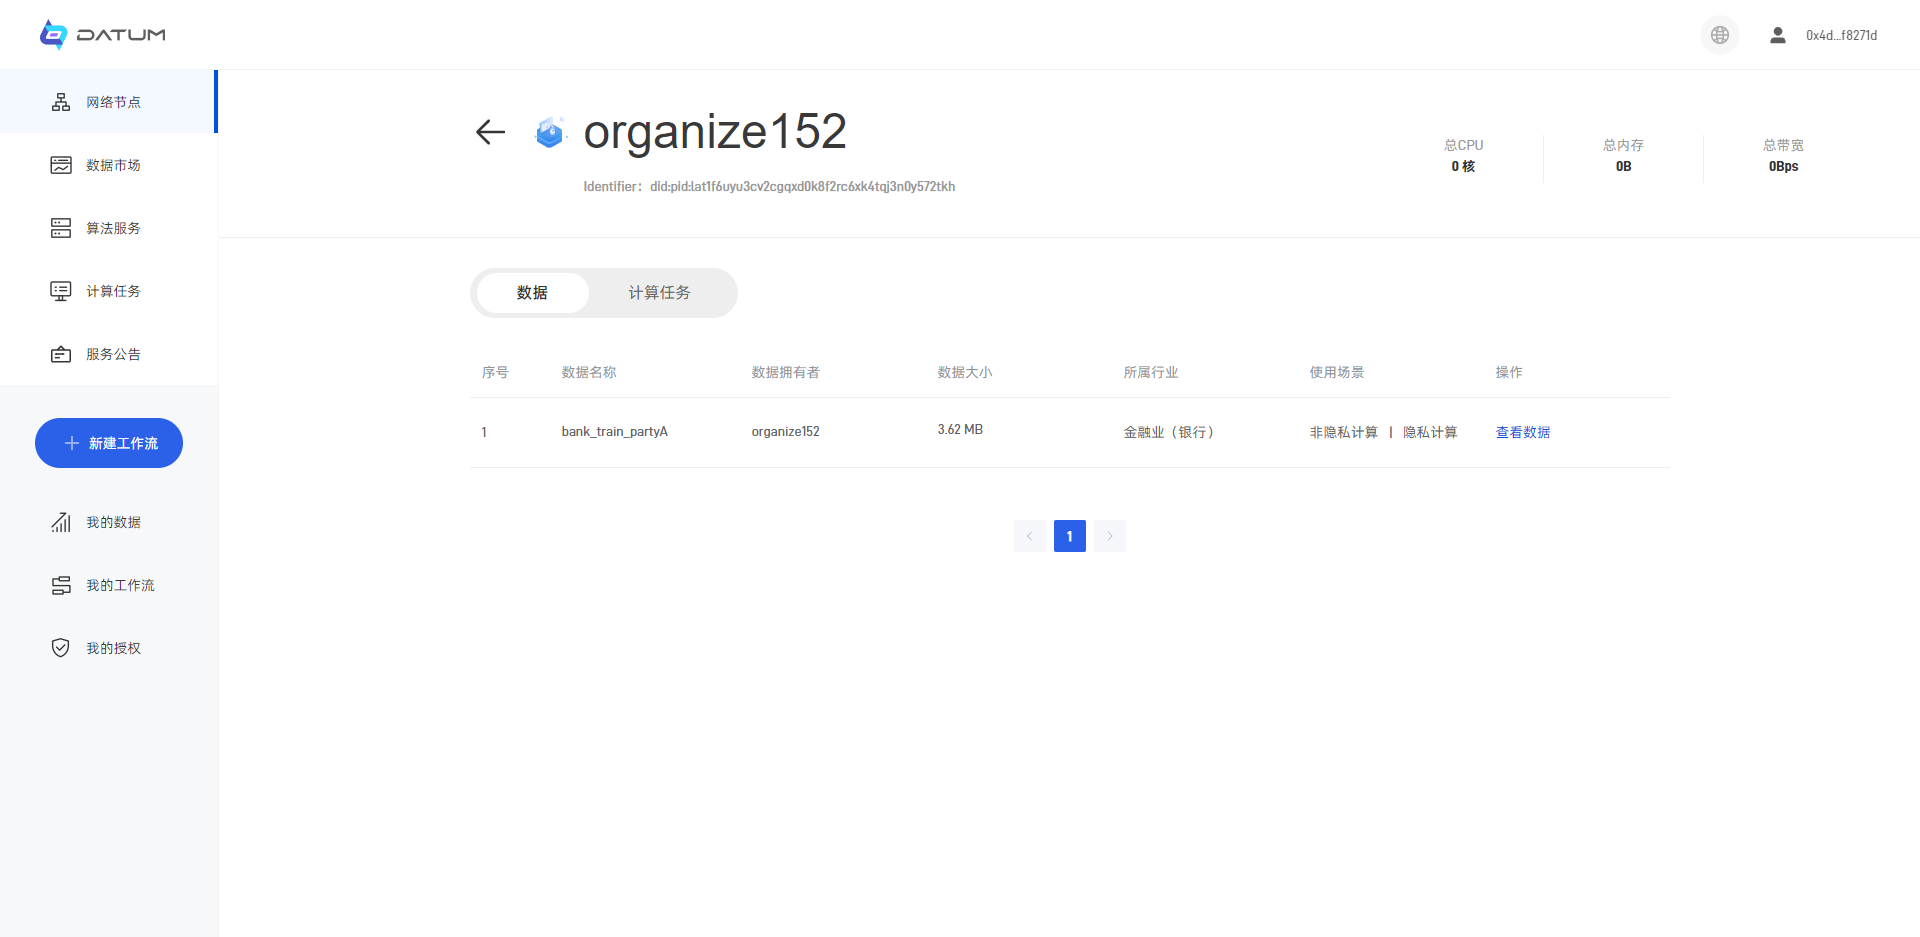 DATUM
0x4d...f8271d
网络节点
数据市场
算法服务
计算任务
服务公告
新建工作流
我的数据
我的工作流
我的授权
organize152
Identifier：did:pid:lat1f6uyu3cv2cgqxd0k8f2rc6xk4tqj3n0y572tkh
总CPU
0 核
总内存
0B
总带宽
0Bps
数据 计算任务
序号 数据名称 数据拥有者 数据大小 所属行业 使用场景 操作
1 bank_train_partyA organize152 3.62 MB 金融业（银行） 非隐私计算 | 隐私计算 查看数据
1